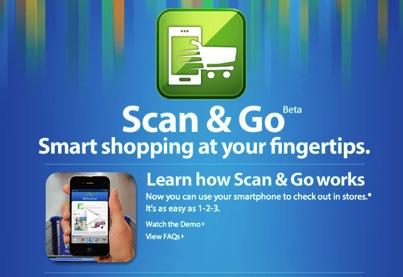 Scan & Go Beta
Smart shopping at your fingertips.
Learn how Scan & Go works
Now you can use your smartphone to check out in stores.*
It's as easy as 1-2-3.
Watch the Demo ›
View FAQs ›